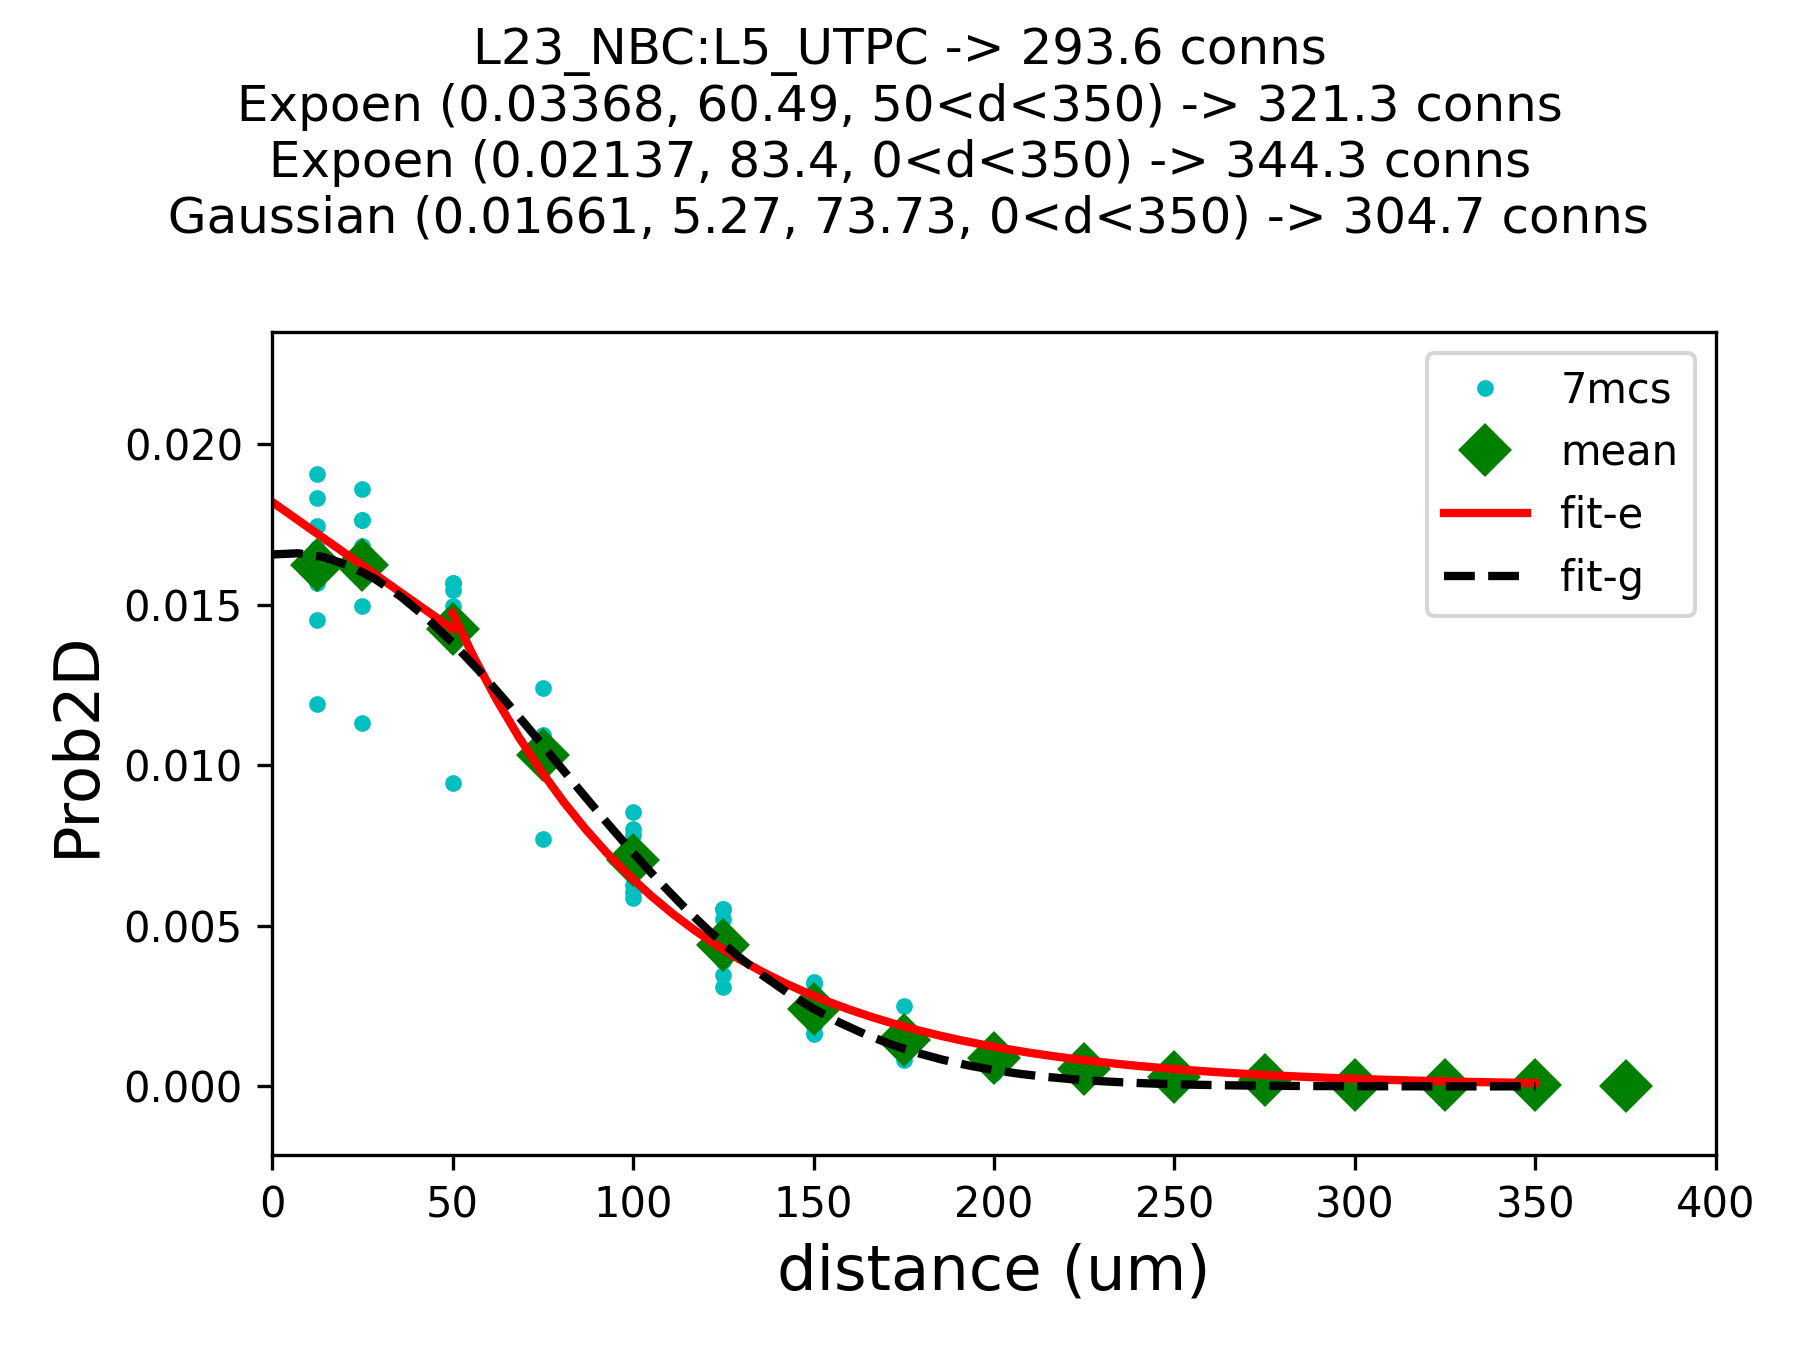 L23_NBC:L5_UTPC -> 293.6 conns
Expoen (0.03368, 60.49, 50<d<350) -> 321.3 conns
Expoen (0.02137, 83.4, 0<d<350) -> 344.3 conns
Gaussian (0.01661, 5.27, 73.73, 0<d<350) -> 304.7 conns
7mcs
mean
fit-e
fit-g
Prob2D
0.020
0.015
0.010
0.005
0.000
0 50 100 150 200 250 300 350 400
distance (um)